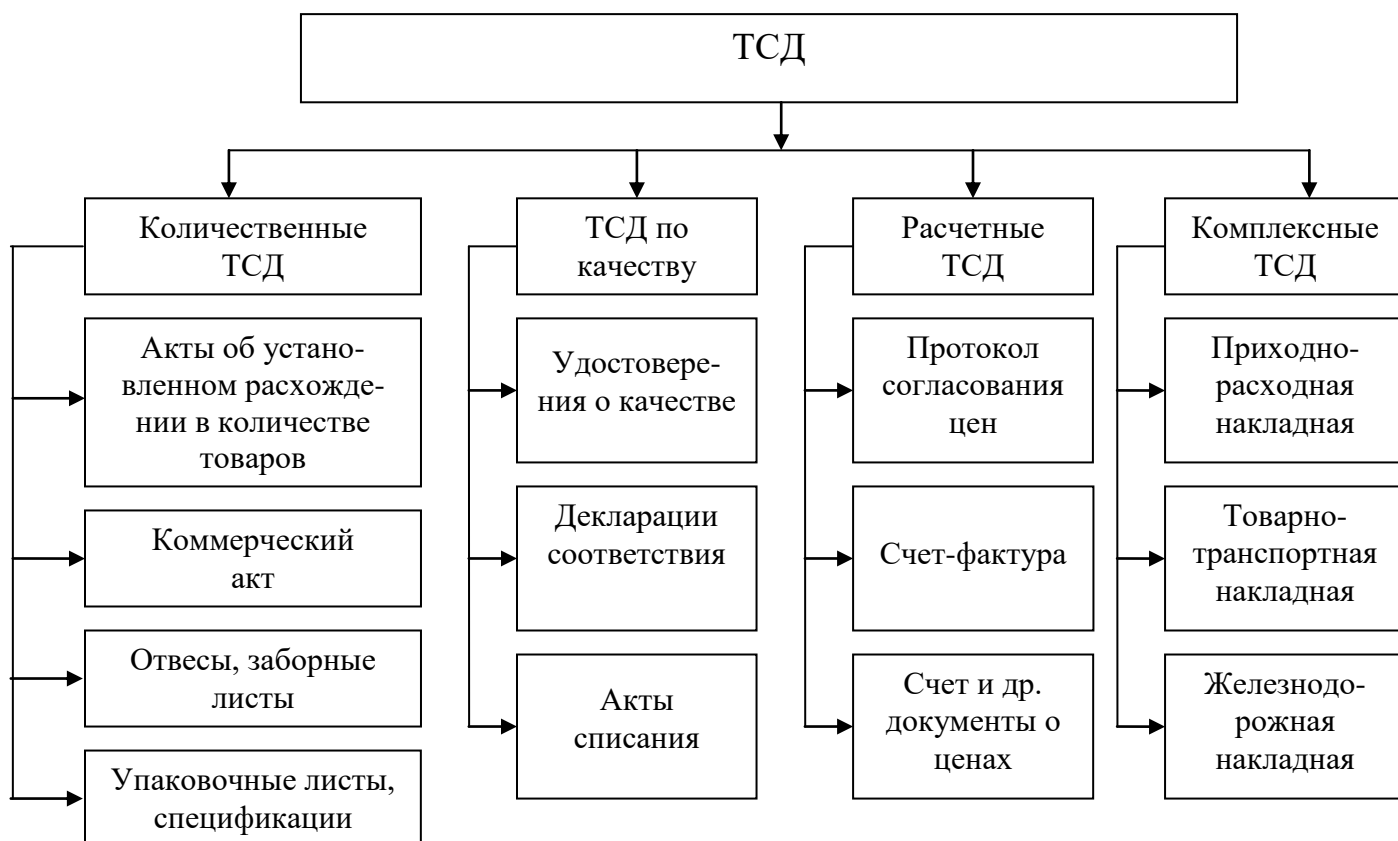 ТСД
Количественные
ТСД
Акты об устано-
вленном расхожде-
нии в количестве
товаров
Коммерческий
акт
Отвесы, заборные
листы
Упаковочные листы,
спецификации
ТСД по
качеству
Удостовере-
ния о качестве
Декларации
соответствия
Акты
списания
Расчетные
ТСД
Протокол
согласования
цен
Счет-фактура
Счет и др.
документы о
ценах
Комплексные
ТСД
Приходно-
расходная
накладная
Товарно-
транспортная
накладная
Железнодо-
рожная
накладная